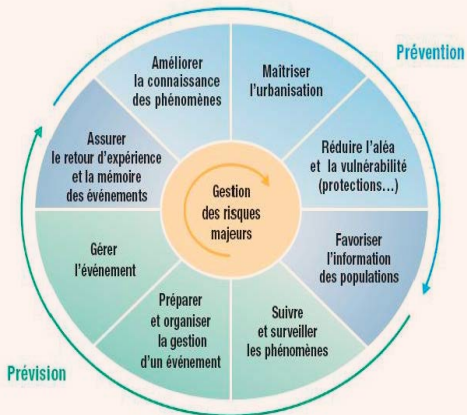 Prévention
Améliorer
la connaissance
des phénomènes
Maîtriser
l'urbanisation
Réduire l'aléa
et la vulnérabilité
(protections...)
Favoriser
l'information
des populations
Suivre
et surveiller
les phénomènes
Préparer
et organiser
la gestion
d'un événement
Gérer
l'événement
Assurer
le retour d'expérience
et la mémoire
des événements
Gestion
des risques
majeurs
Prévision